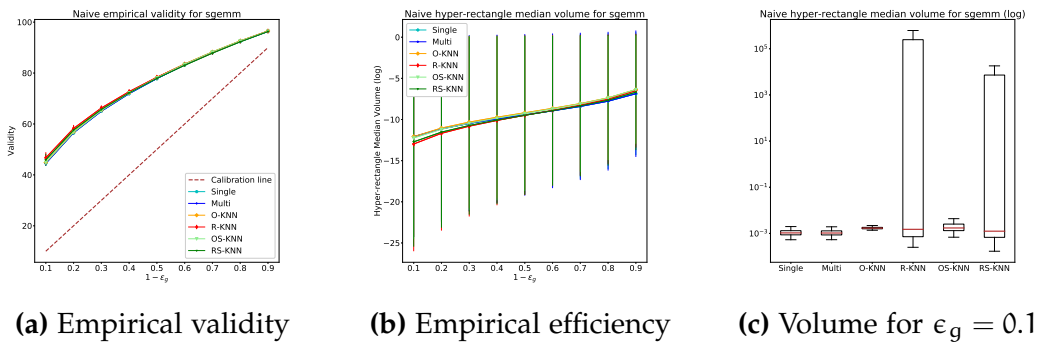 Naive empirical validity for sgemm
100
80
60
40
20
Validity
Calibration line
Single
Multi
O-KNN
R-KNN
OS-KNN
RS-KNN
0.1 0.2 0.3 0.4 0.5 0.6 0.7 0.8 0.9
1 − ϵg
(a) Empirical validity
Naive hyper-rectangle median volume for sgemm
Single
Multi
O-KNN
R-KNN
OS-KNN
RS-KNN
0
−5
−10
−15
−20
−25
Hyper-rectangle Median Volume (log)
0.1 0.2 0.3 0.4 0.5 0.6 0.7 0.8 0.9
1 − ϵg
(b) Empirical efficiency
Naive hyper-rectangle median volume for sgemm (log)
10⁵
10³
10¹
10⁻¹
10⁻³
Single Multi O-KNN R-KNN OS-KNN RS-KNN
(c) Volume for ϵg = 0.1